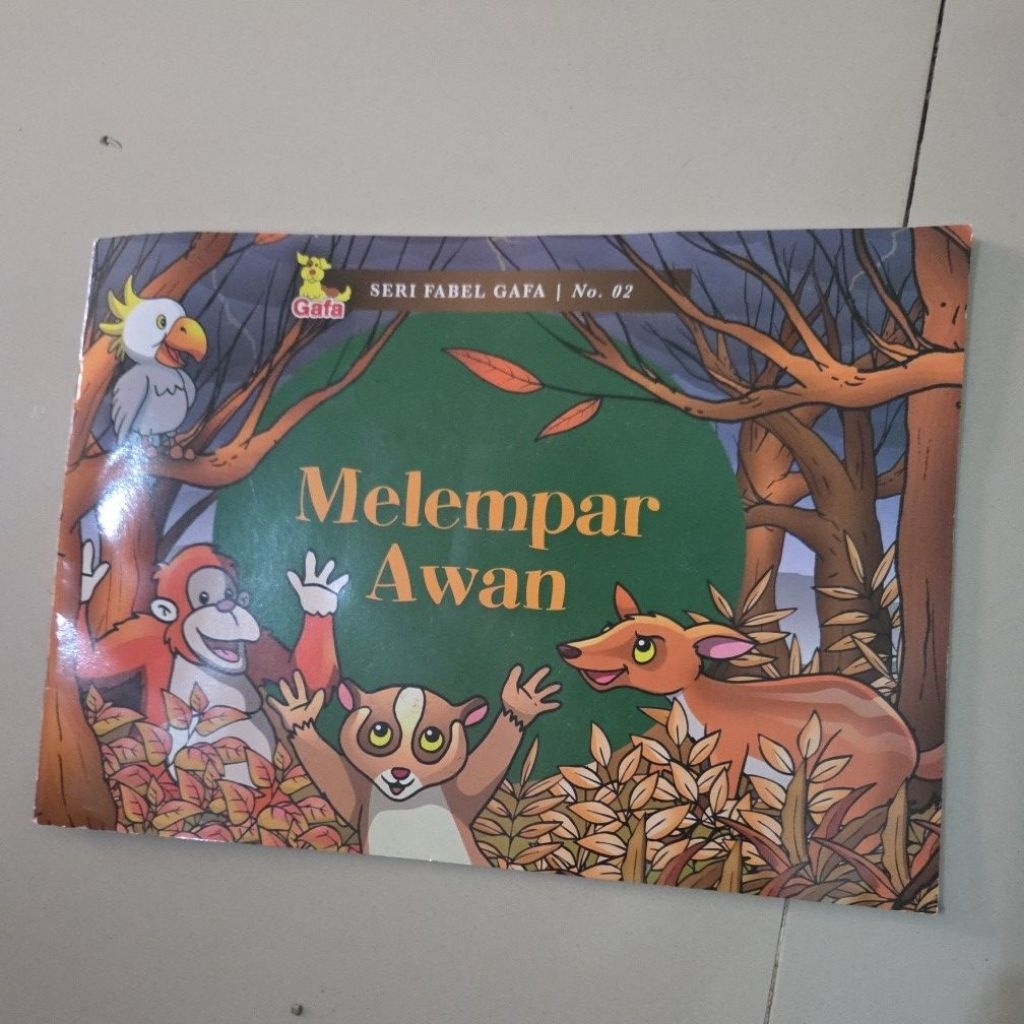 Gafa
SERI FABEL GAFA | No. 02
Melempar
Awan